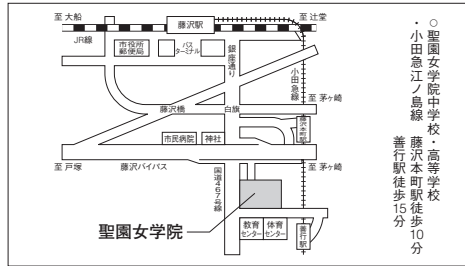 至大船
藤沢駅
至辻堂
JR線
市役所
郵便局
バス
ターミナル
銀座通り
小田急線
藤沢橋
白旗
至茅ヶ崎
市民病院
神社
藤沢本町駅
至戸塚
藤沢バイパス
国道467号線
至茅ヶ崎
聖園女学院
教育
センター
体育
センター
善行駅
○聖園女学院中学校・高等学校
・小田急江ノ島線 藤沢本町駅徒歩10分
善行駅徒歩15分